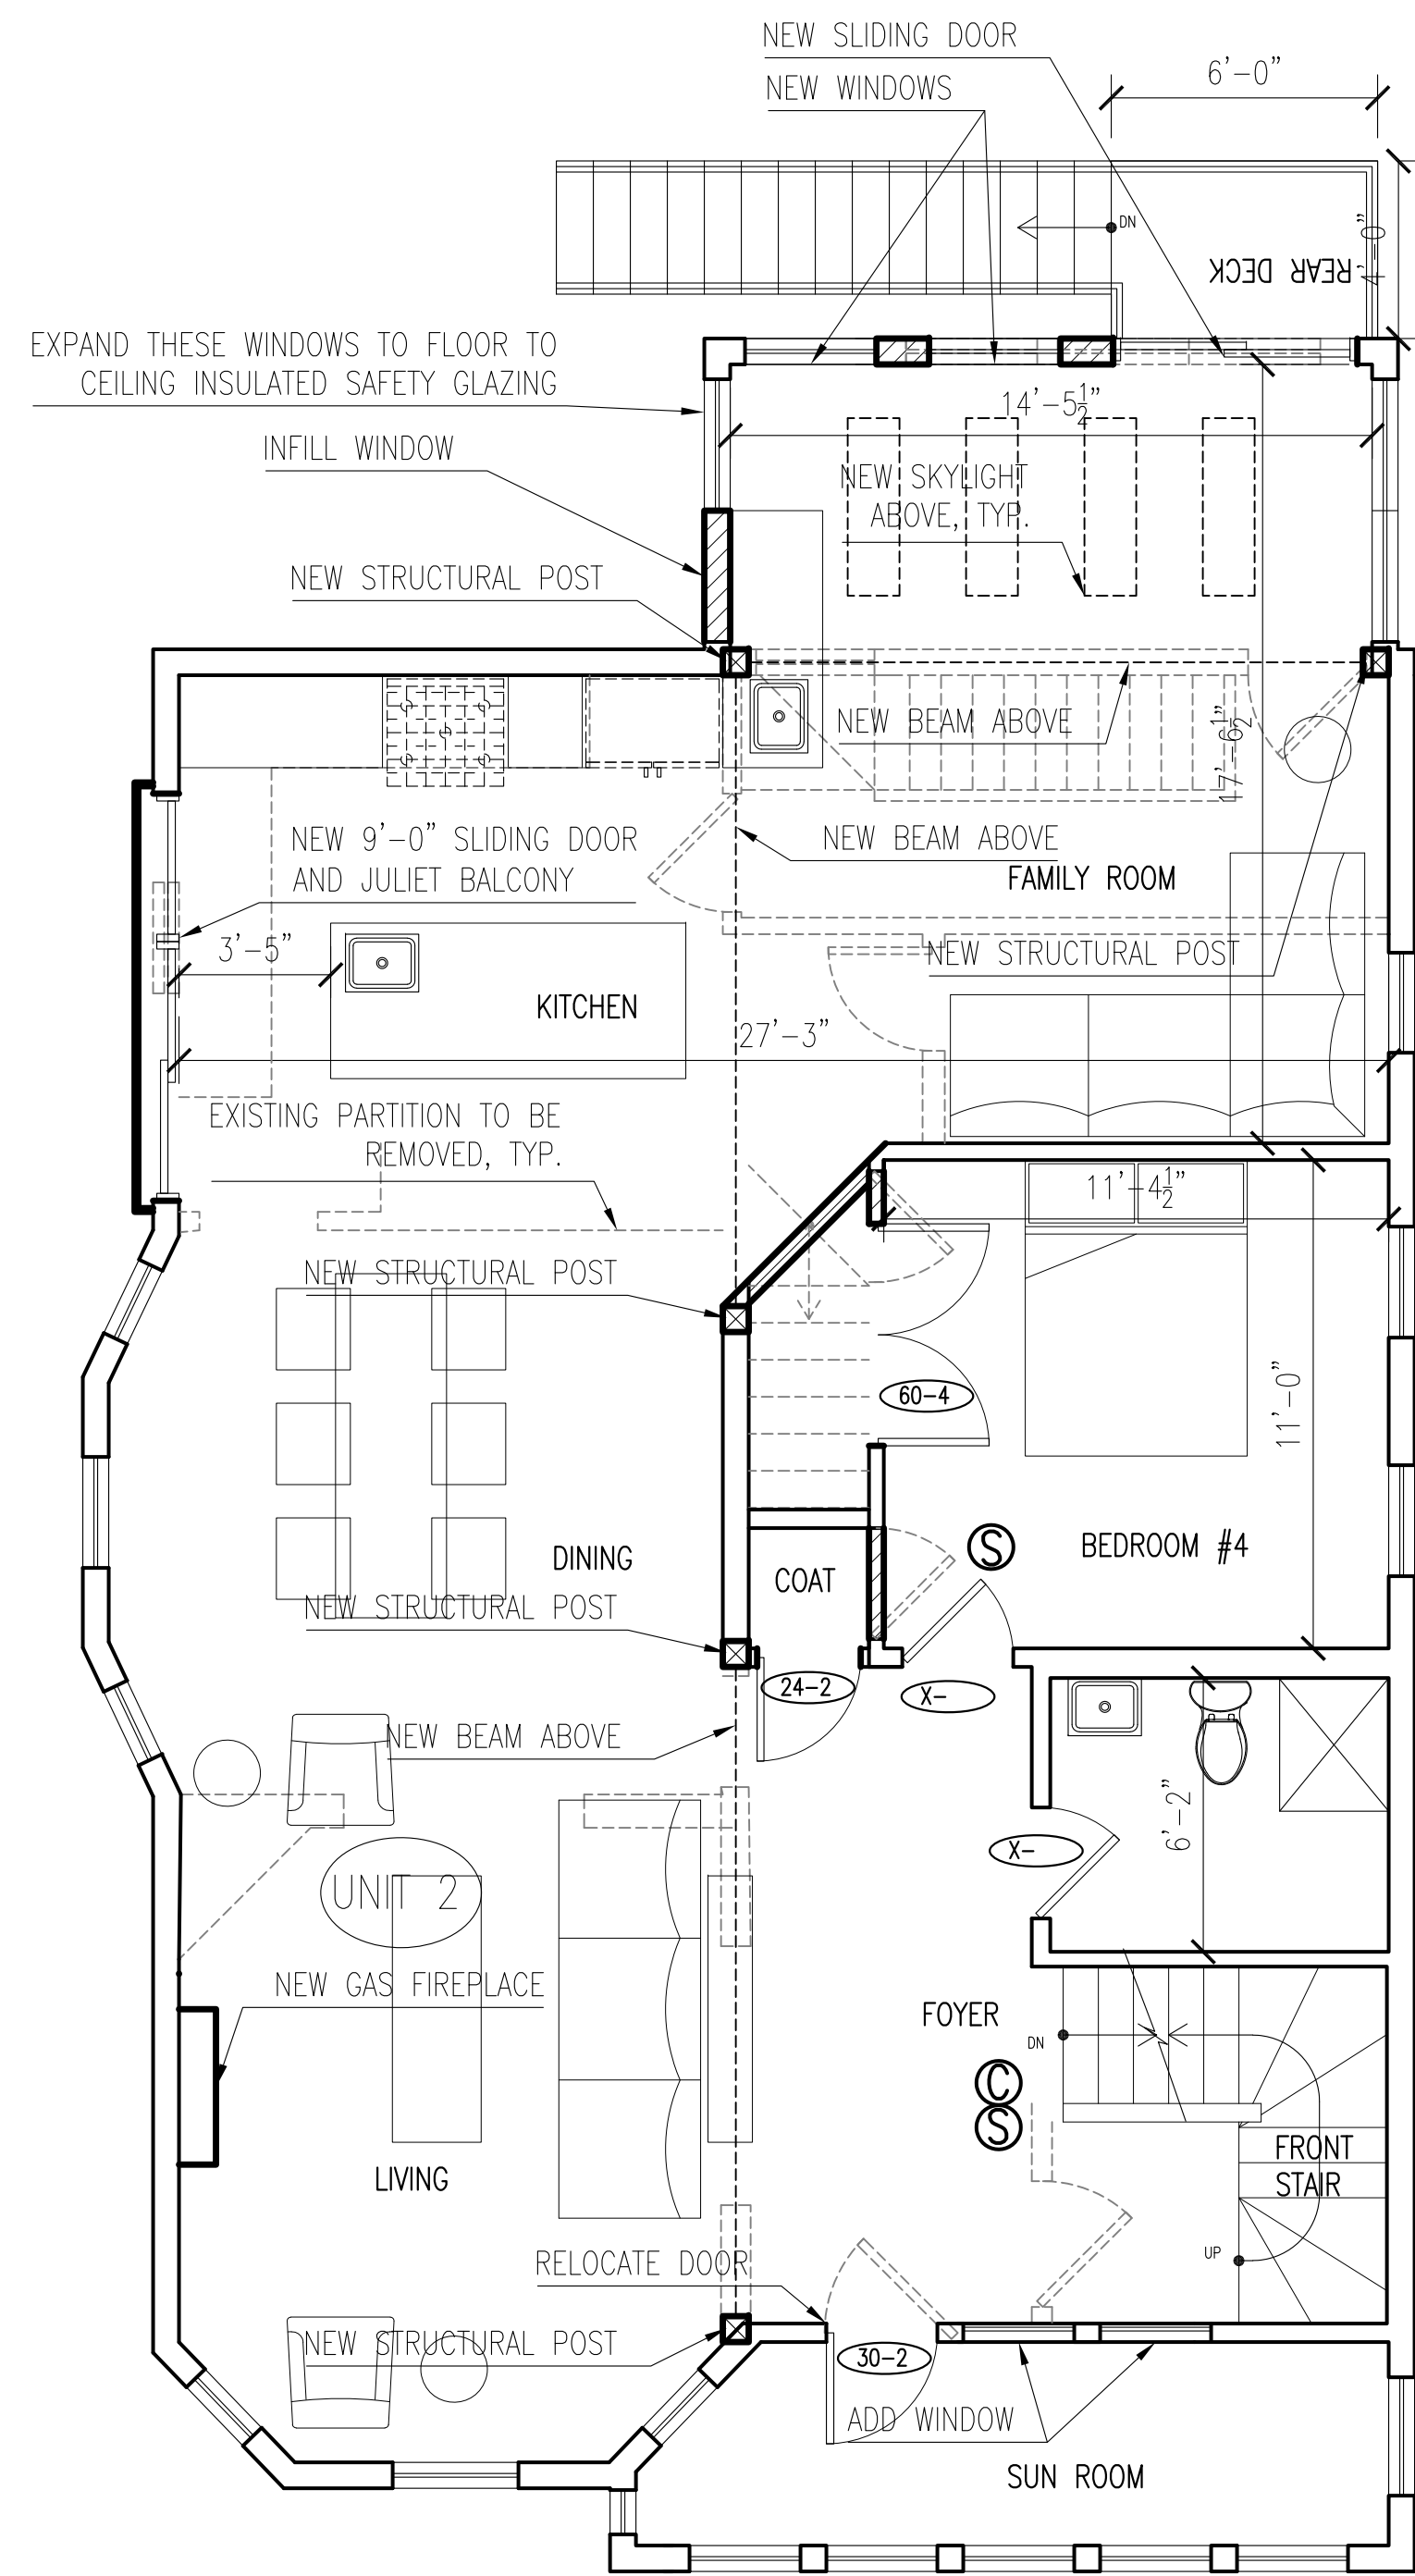 NEW SLIDING DOOR
NEW WINDOWS
6'-0"
DN
REAR DECK
4'-0"
EXPAND THESE WINDOWS TO FLOOR TO
CEILING INSULATED SAFETY GLAZING
14'-5½"
INFILL WINDOW
NEW SKYLIGHT
ABOVE, TYP.
NEW STRUCTURAL POST
NEW BEAM ABOVE
17'-6½"
NEW 9'-0" SLIDING DOOR
AND JULIET BALCONY
NEW BEAM ABOVE
FAMILY ROOM
3'-5"
NEW STRUCTURAL POST
KITCHEN
27'-3"
EXISTING PARTITION TO BE
REMOVED, TYP.
11'-4½"
NEW STRUCTURAL POST
60-4
11'-0"
S
BEDROOM #4
DINING
COAT
NEW STRUCTURAL POST
24-2
X-
NEW BEAM ABOVE
6'-2"
X-
UNIT 2
NEW GAS FIREPLACE
FOYER
DN
C
S
FRONT
STAIR
LIVING
UP
RELOCATE DOOR
NEW STRUCTURAL POST
30-2
ADD WINDOW
SUN ROOM